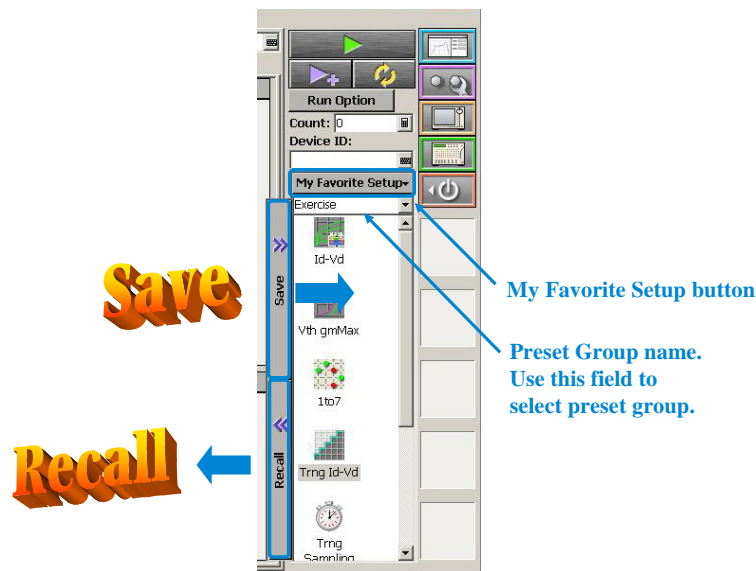 Run Option
Count: 0
Device ID:
My Favorite Setup
Exercise
Id-Vd
Save
Save
My Favorite Setup button
Vth gmMax
Preset Group name.
Use this field to
select preset group.
1to7
Recall
Recall
Trng Id-Vd
Trng
Sampling